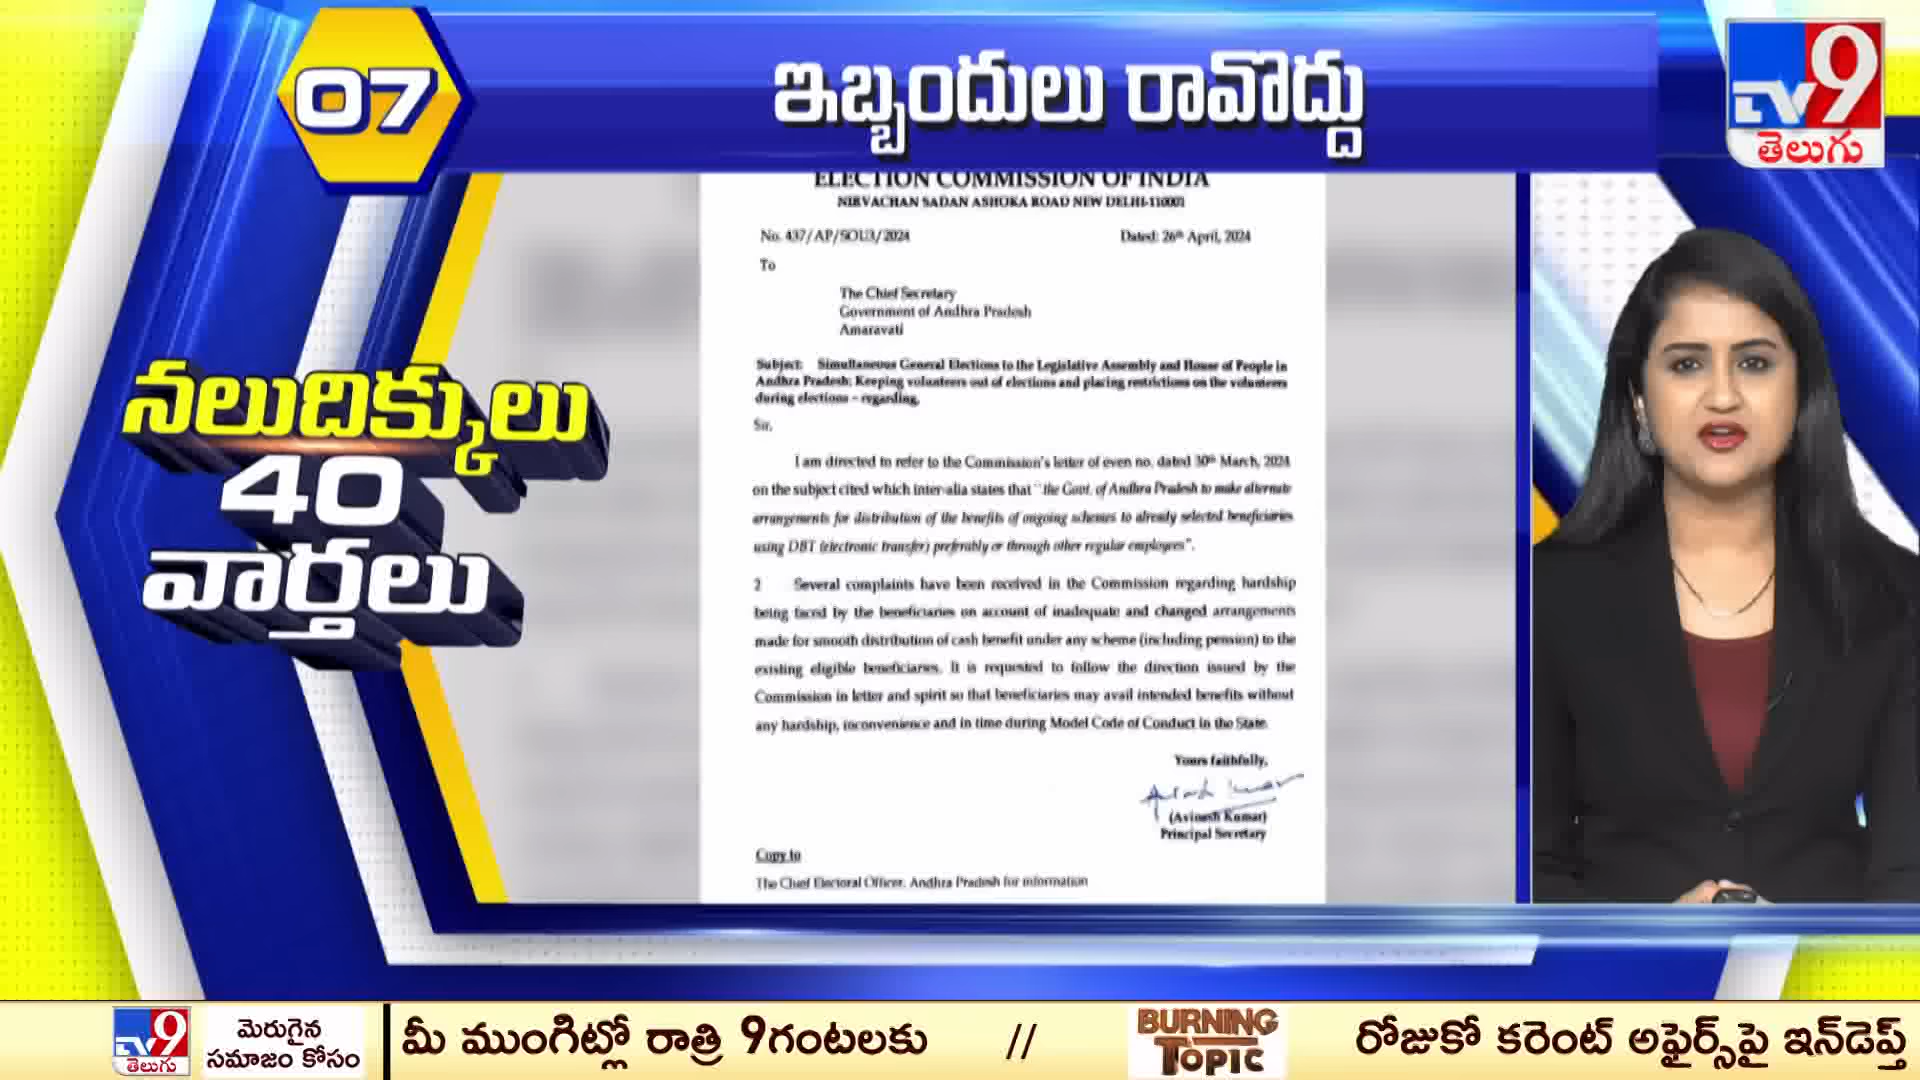 07
ఇబ్బందులు రావొద్దు
TV9
తెలుగు
నలుదిక్కులు
40
వార్తలు
ELECTION COMMISSION OF INDIA
NIRVACHAN SADAN ASHOKA ROAD NEW DELHI-110001
No. 437/AP/SOU3/2024
Dated: 26th April, 2024
To
The Chief Secretary
Government of Andhra Pradesh
Amaravati
Subject: Simultaneous General Elections to the Legislative Assembly and House of People in
Andhra Pradesh; Keeping volunteers out of elections and placing restrictions on the volunteers
during elections – regarding.
Sir,
I am directed to refer to the Commission's letter of even no. dated 30th March, 2024
on the subject cited which inter-alia states that "the Govt. of Andhra Pradesh to make alternate
arrangements for distribution of the benefits of ongoing schemes to already selected beneficiaries
using DBT (electronic transfer) preferably or through other regular employees".
2 Several complaints have been received in the Commission regarding hardship
being faced by the beneficiaries on account of inadequate and changed arrangements
made for smooth distribution of cash benefit under any scheme (including pension) to the
existing eligible beneficiaries. It is requested to follow the direction issued by the
Commission in letter and spirit so that beneficiaries may avail intended benefits without
any hardship, inconvenience and in time during Model Code of Conduct in the State.
Yours faithfully,
(Avinash Kumar)
Principal Secretary
Copy to
The Chief Electoral Officer, Andhra Pradesh for information
TV9
తెలుగు
మెరుగైన
సమాజం కోసం
మీ ముంగిట్లో రాత్రి 9గంటలకు // BURNING TOPIC రోజుకో కరెంట్ అఫైర్స్‌పై ఇన్‌డెప్త్